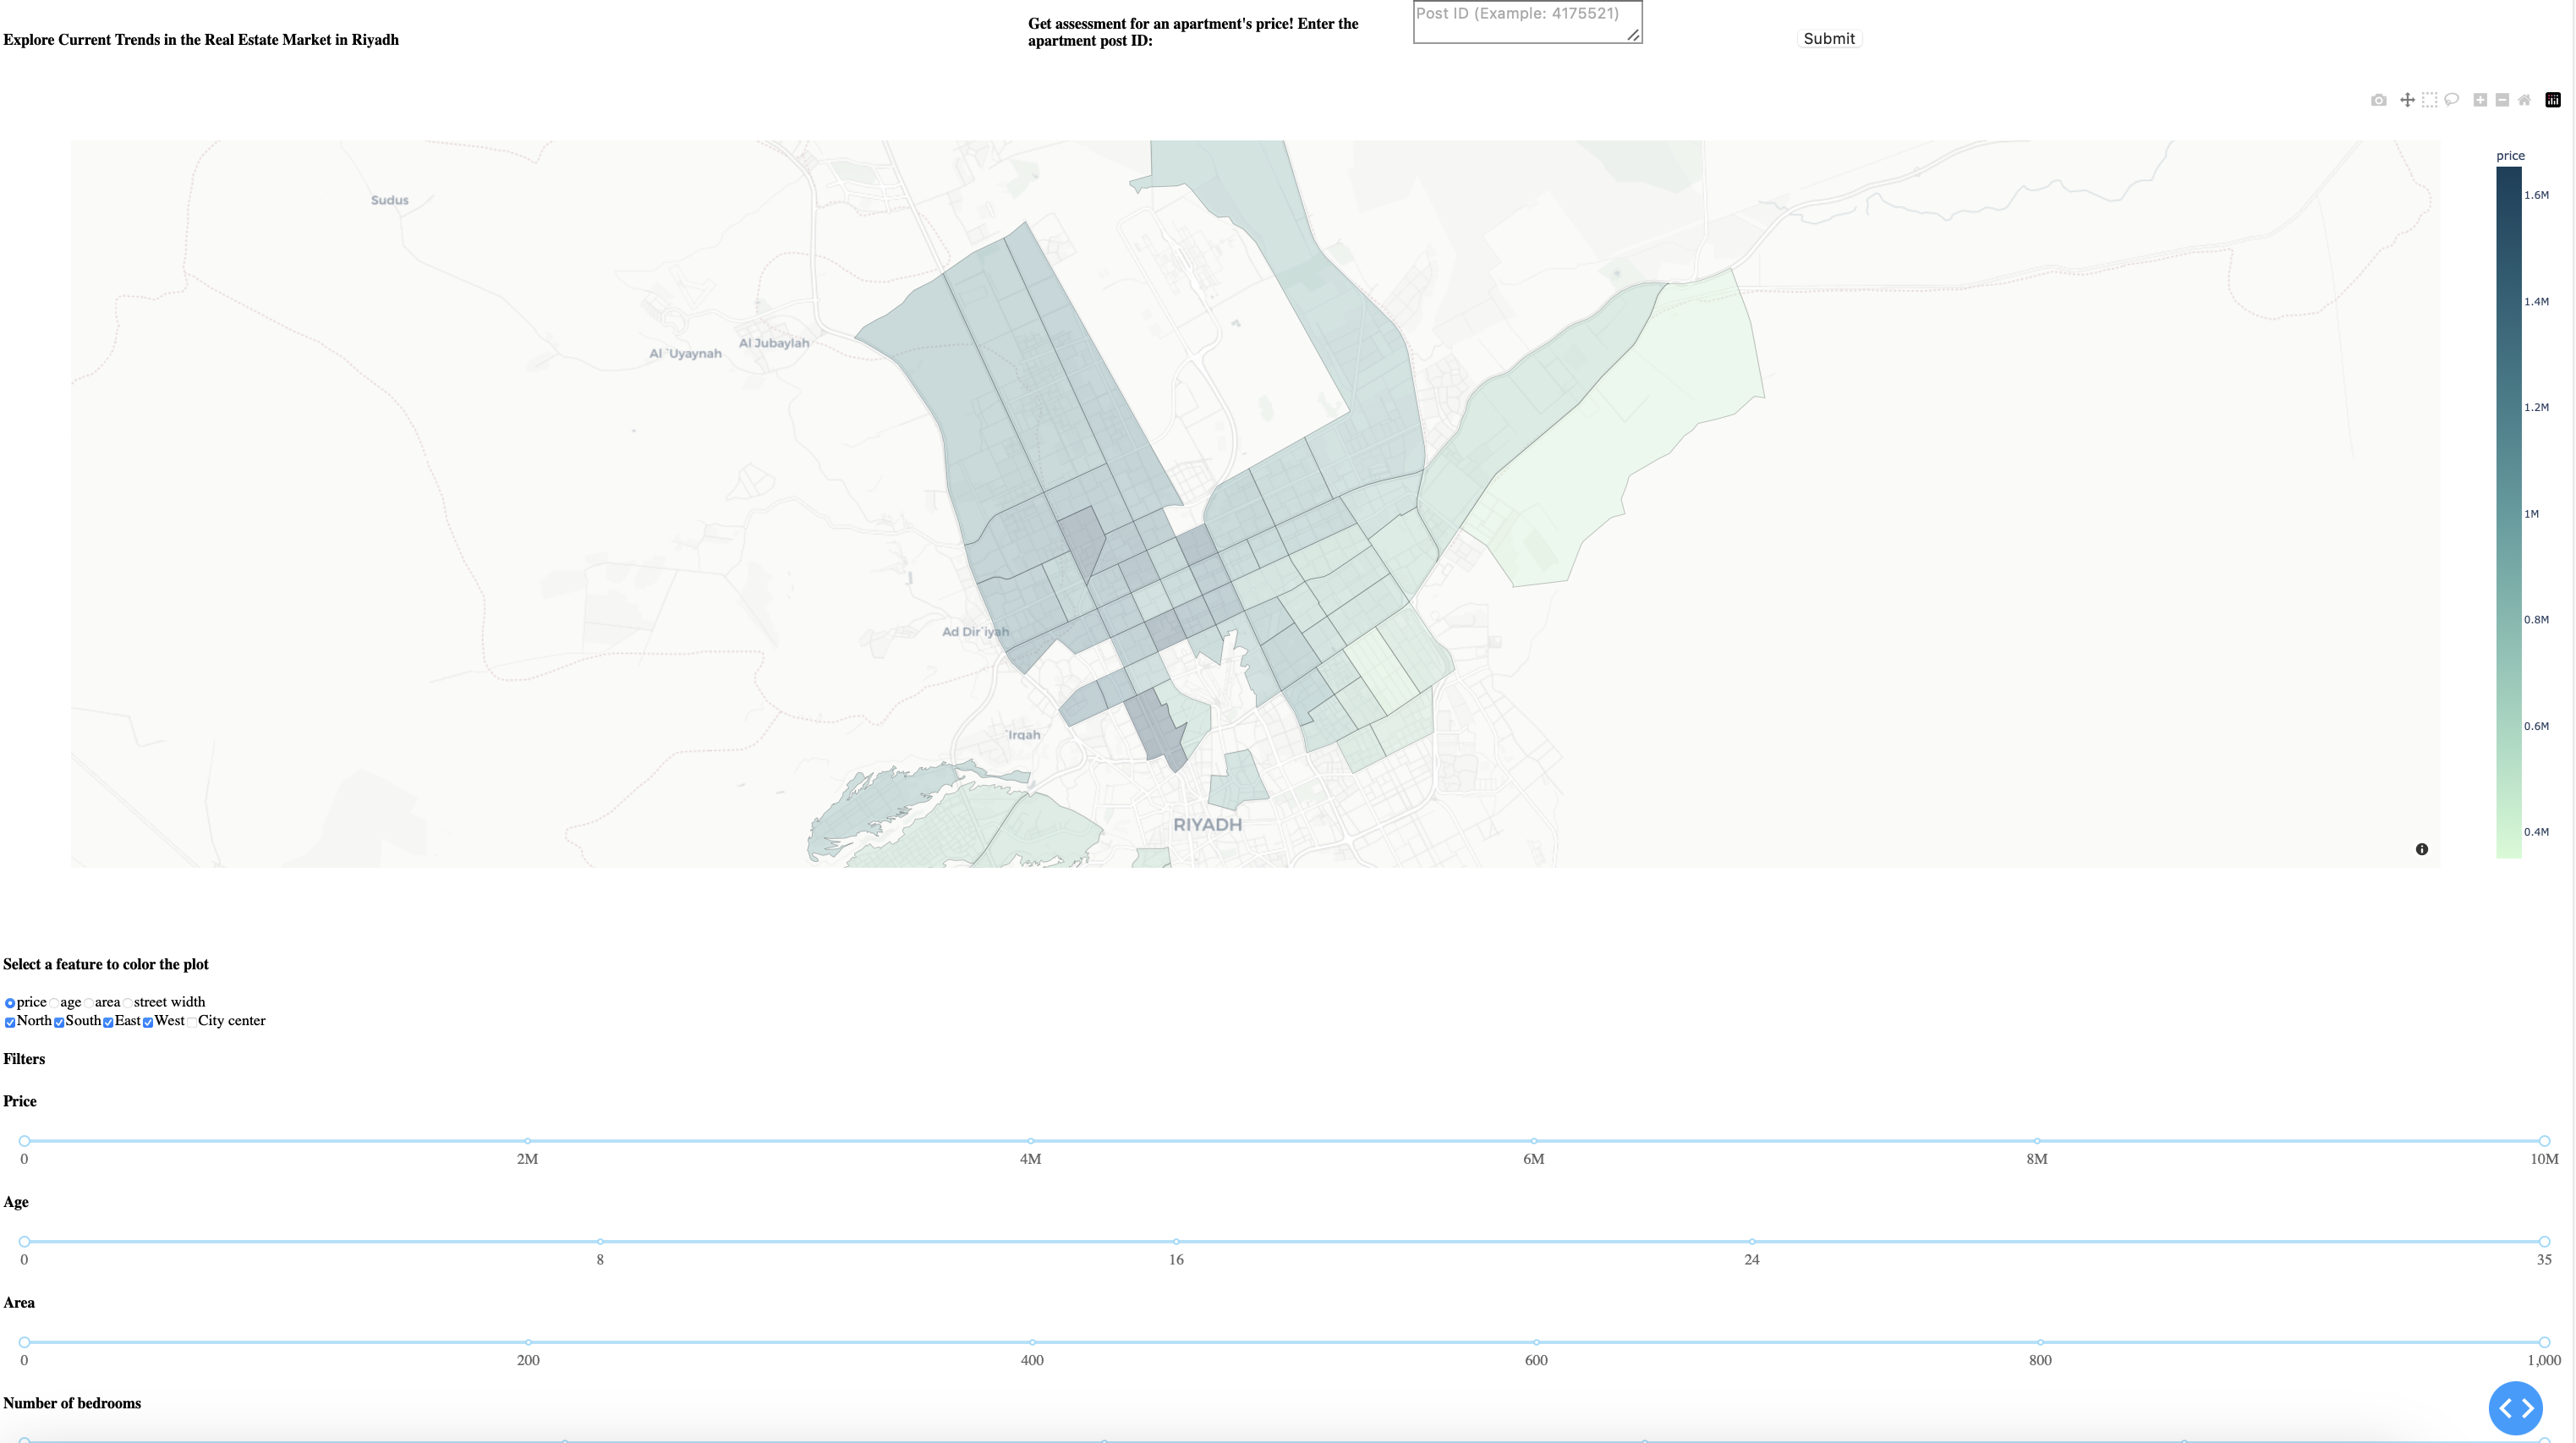 Explore Current Trends in the Real Estate Market in Riyadh
Get assessment for an apartment's price! Enter the
apartment post ID:
Post ID (Example: 4175521)
Submit
price
1.6M
1.4M
1.2M
1M
0.8M
0.6M
0.4M
Sudus
Al `Uyaynah
Al Jubaylah
Ad Dir`iyah
`Irqah
RIYADH
Select a feature to color the plot
price age area street width
North South East West City center
Filters
Price
0 2M 4M 6M 8M 10M
Age
0 8 16 24 35
Area
0 200 400 600 800 1,000
Number of bedrooms